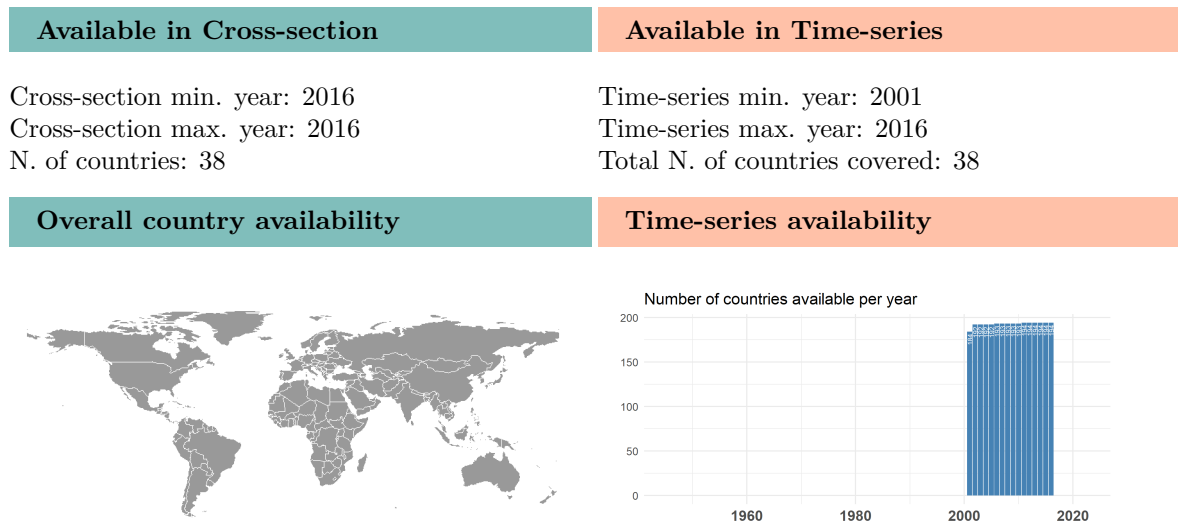 Available in Cross-section
Cross-section min. year: 2016
Cross-section max. year: 2016
N. of countries: 38
Available in Time-series
Time-series min. year: 2001
Time-series max. year: 2016
Total N. of countries covered: 38
Overall country availability
Time-series availability
Number of countries available per year
200
150
100
50
0
1960
1980
2000
2020